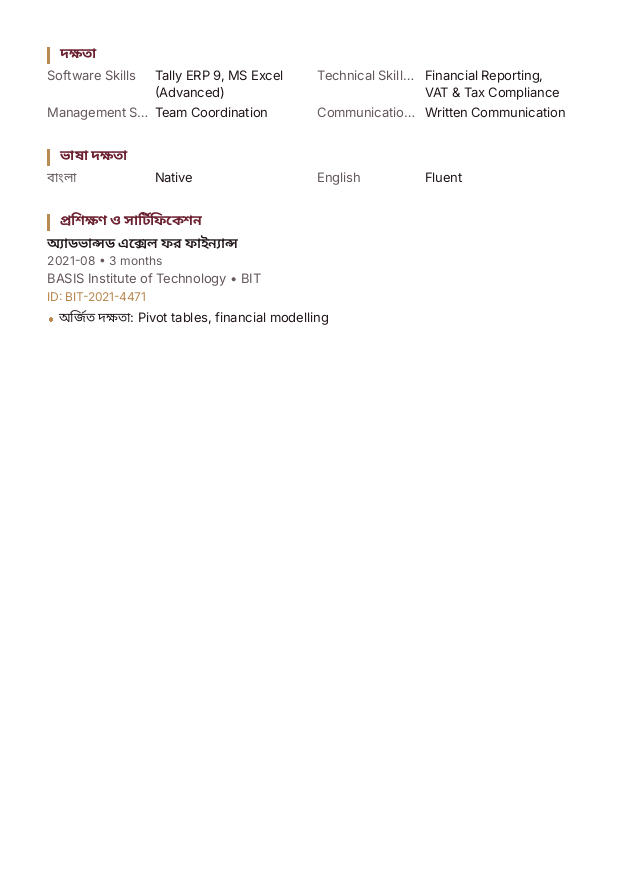 দক্ষতা
Software Skills Tally ERP 9, MS Excel (Advanced) Technical Skill... Financial Reporting, VAT & Tax Compliance
Management S... Team Coordination Communicatio... Written Communication
ভাষা দক্ষতা
বাংলা Native English Fluent
প্রশিক্ষণ ও সার্টিফিকেশন
অ্যাডভান্সড এক্সেল ফর ফাইন্যান্স
2021-08 • 3 months
BASIS Institute of Technology • BIT
ID: BIT-2021-4471
• অর্জিত দক্ষতা: Pivot tables, financial modelling